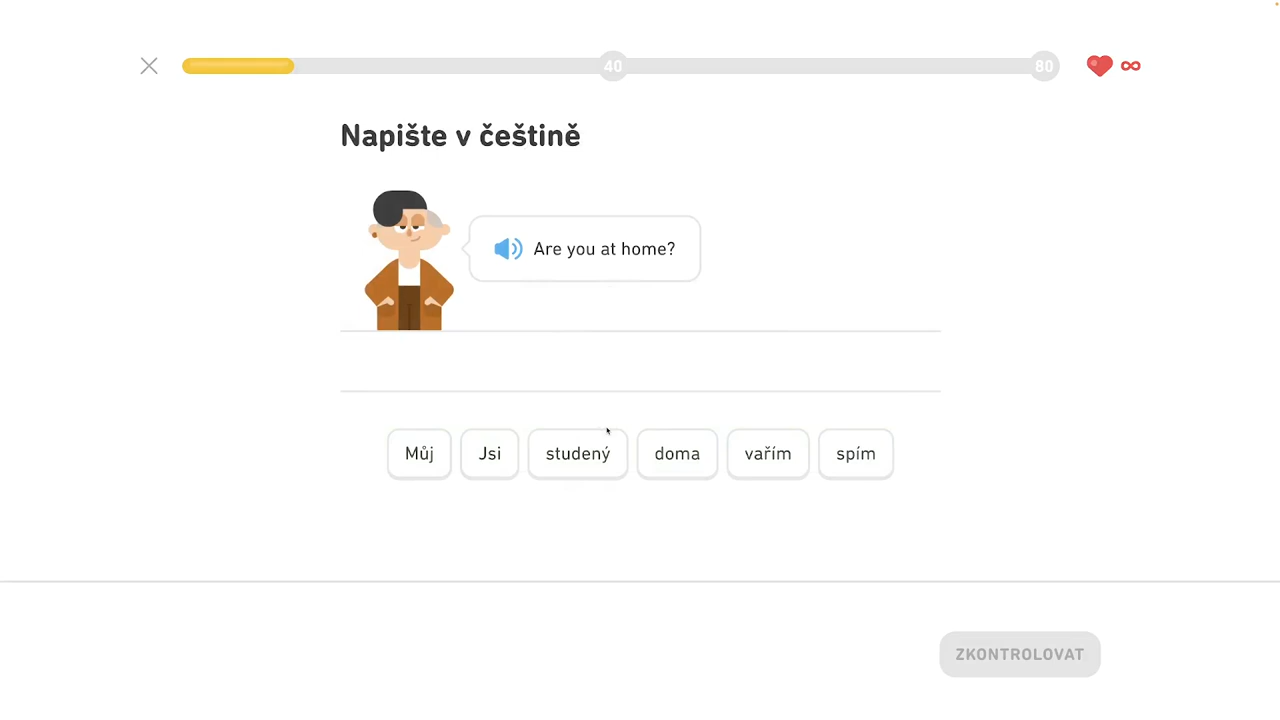 40
80
∞
Napište v češtině
Are you at home?
Můj Jsi studený doma vařím spím
ZKONTROLOVAT